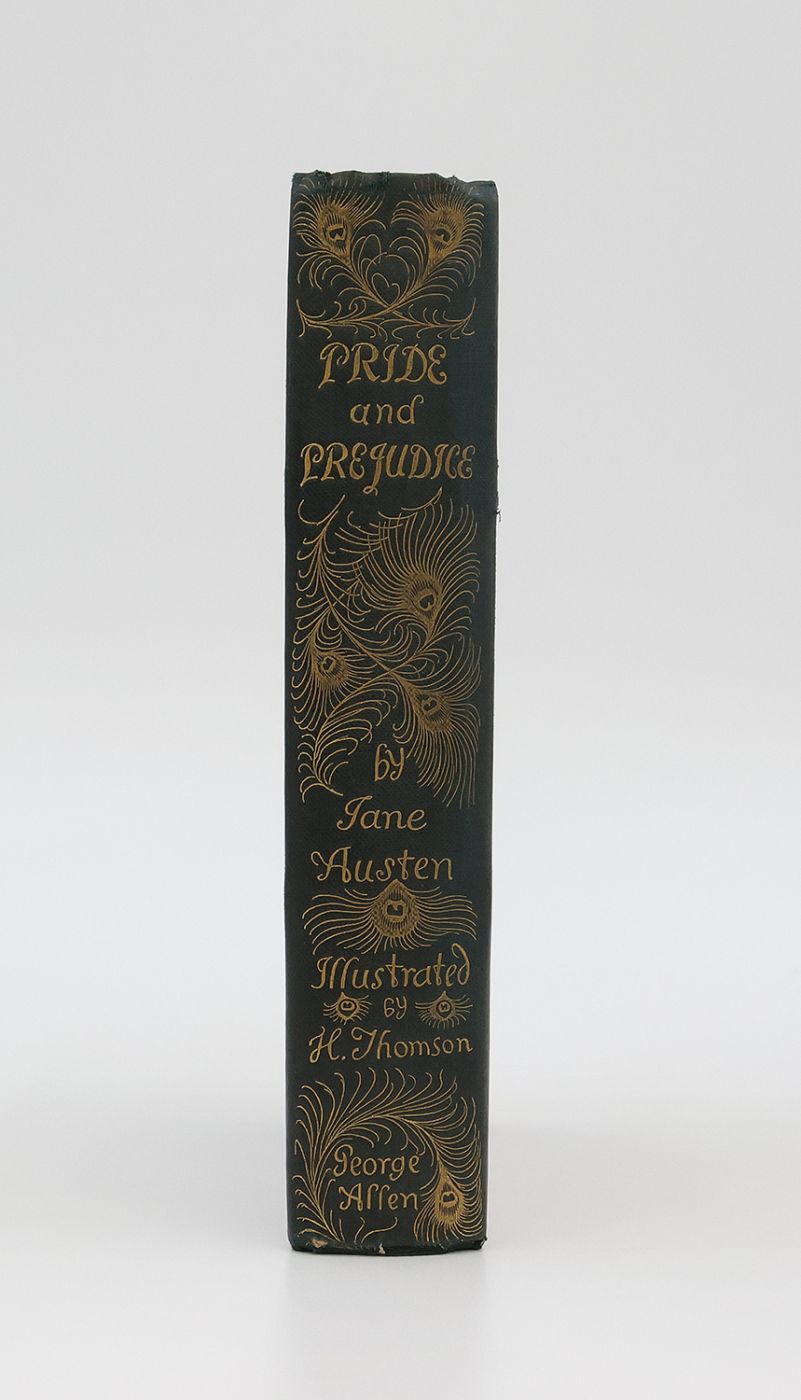 PRIDE
and
PREJUDICE
by
Jane
Austen
Illustrated
by
H. Thomson
George
Allen